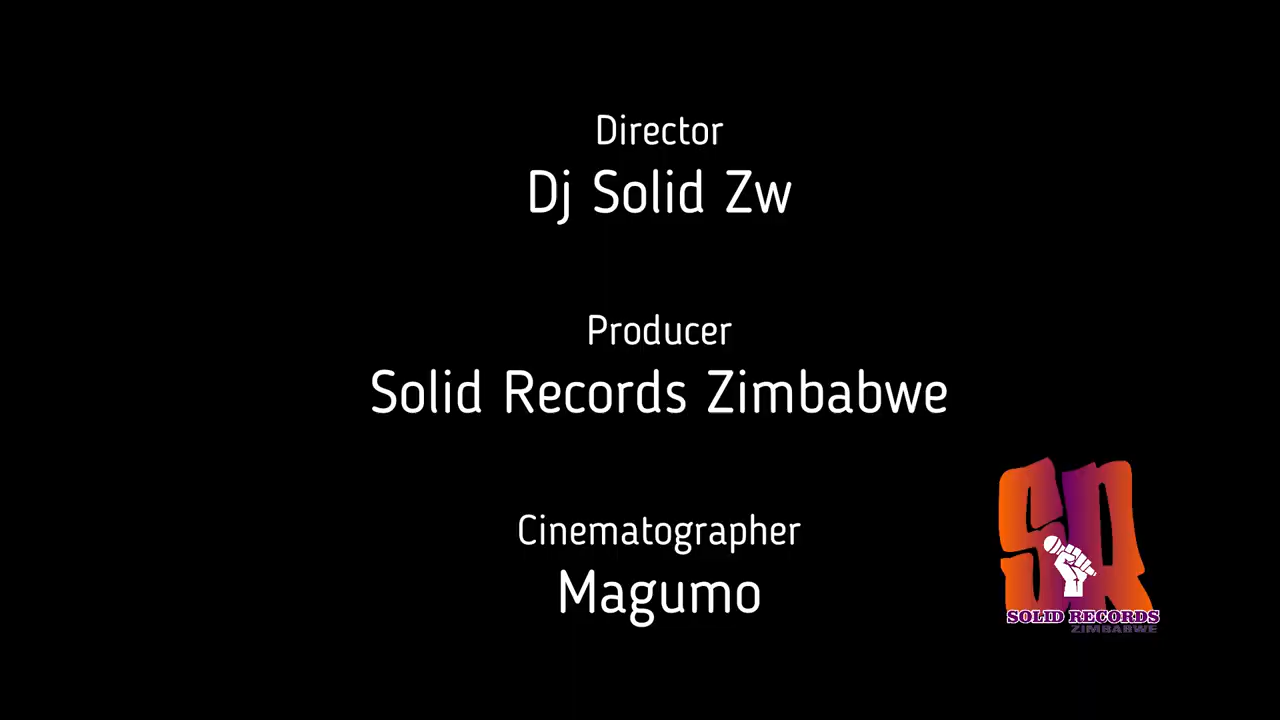 Director
Dj Solid Zw
Producer
Solid Records Zimbabwe
Cinematographer
Magumo
SR
SOLID RECORDS
ZIMBABWE